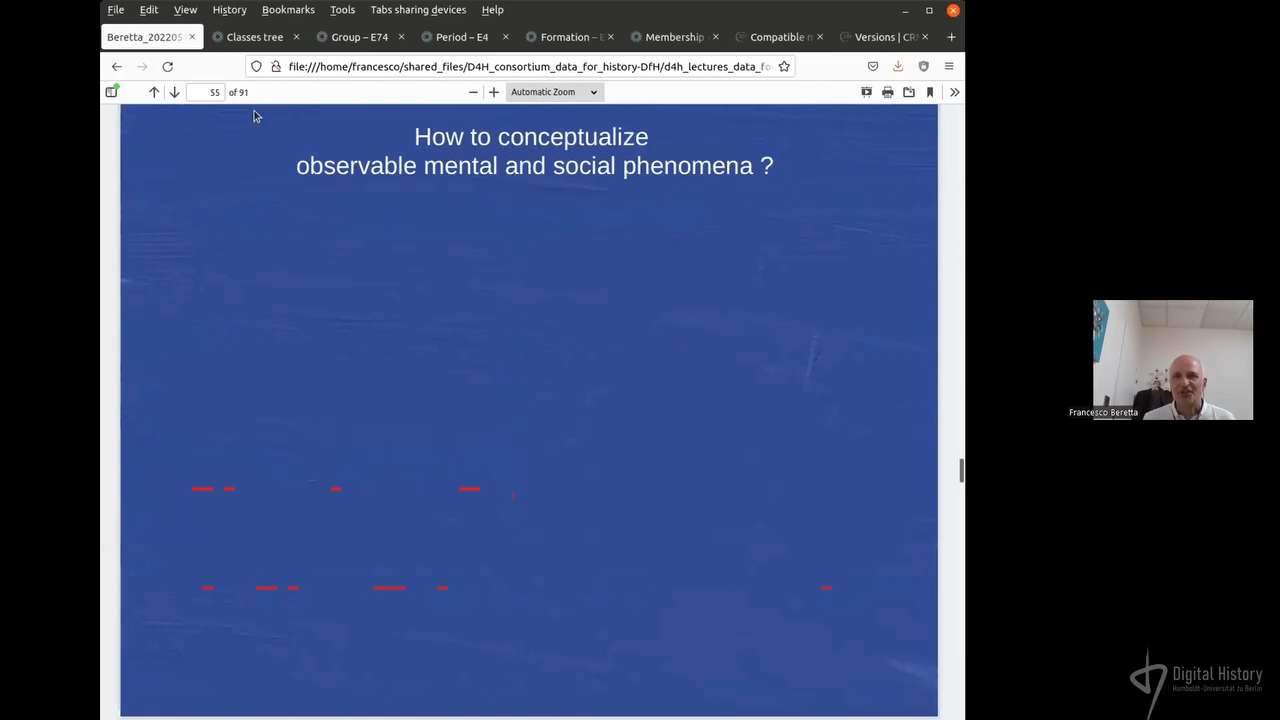 File Edit View History Bookmarks Tools Tabs sharing devices Help
Beretta_202205 Classes tree Group – E74 Period – E4 Formation – E Membership Compatible m Versions | CR
file:///home/francesco/shared_files/D4H_consortium_data_for_history-DfH/d4h_lectures_data_fo
55 of 91 Automatic Zoom
How to conceptualize
observable mental and social phenomena ?
Francesco Beretta
Digital History
Humboldt-Universität zu Berlin